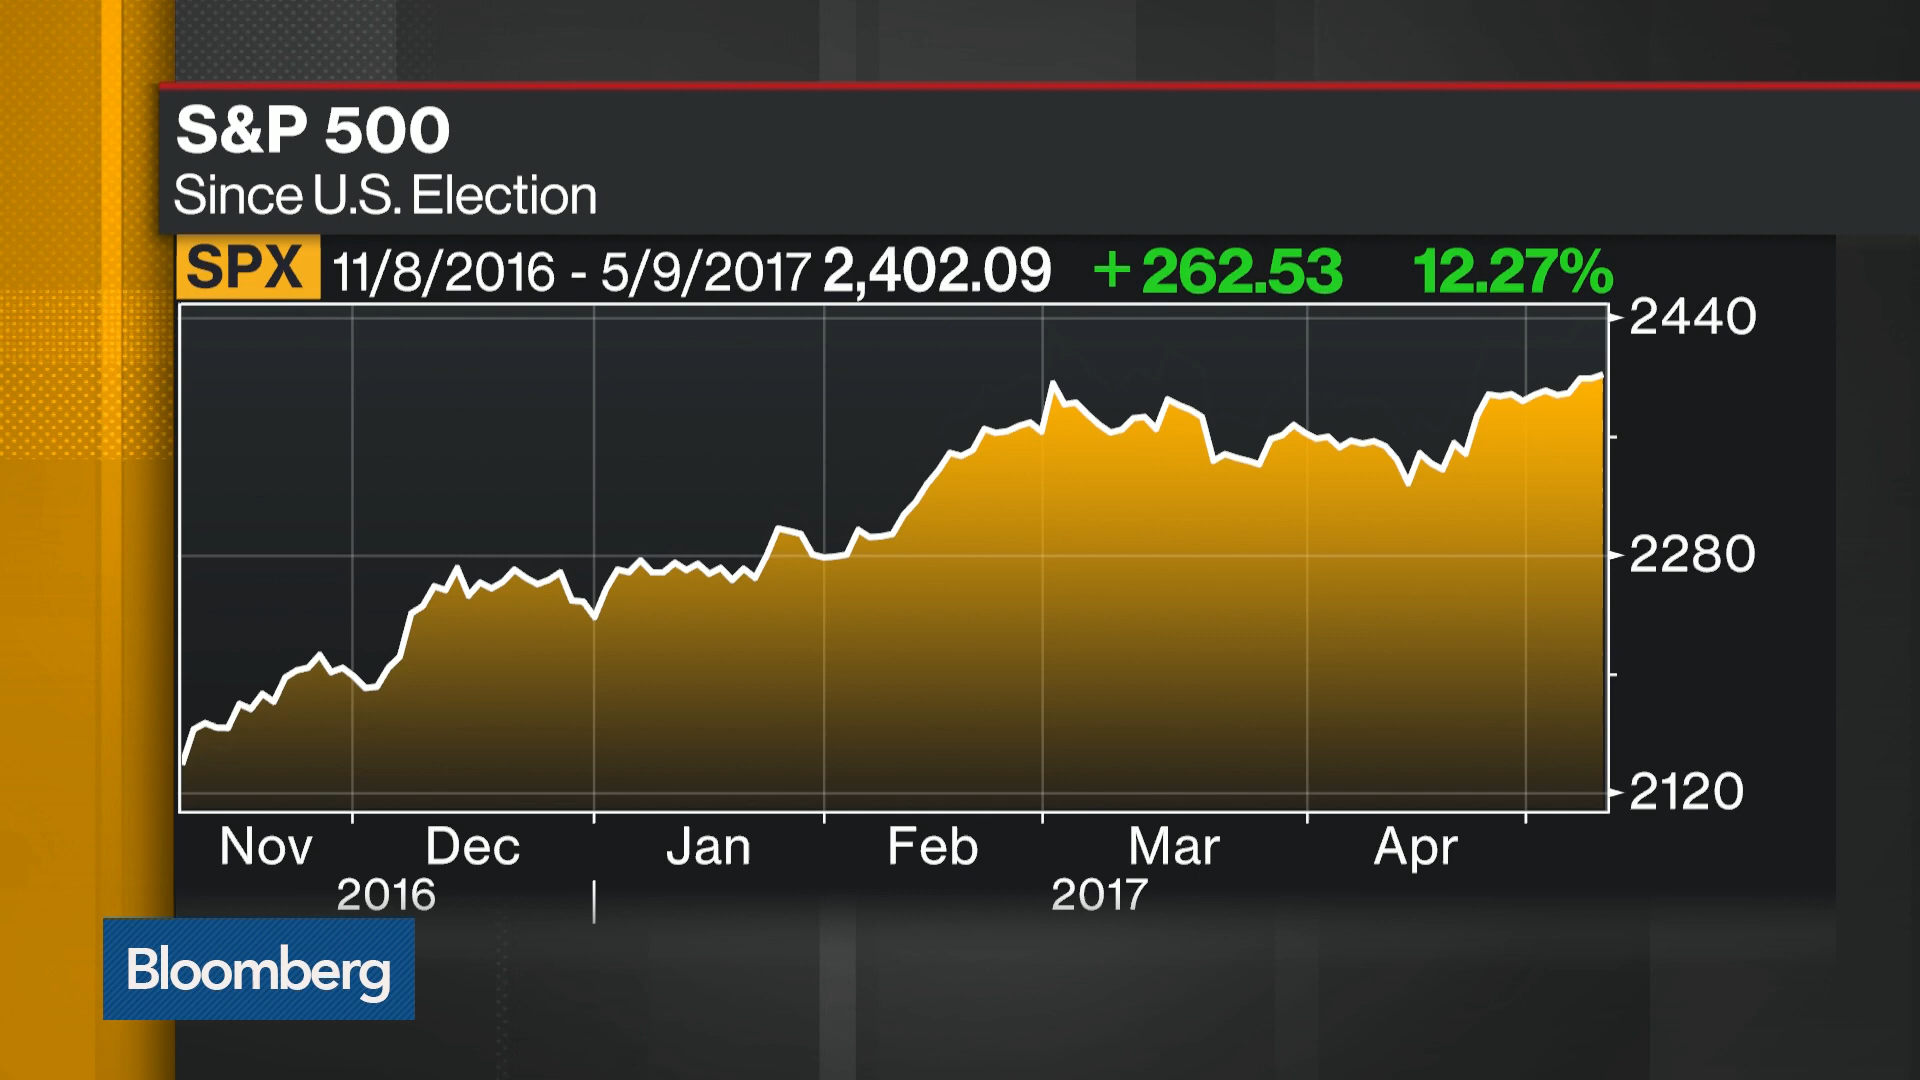 S&P 500
Since U.S. Election
SPX 11/8/2016 - 5/9/2017 2,402.09 +262.53 12.27%
2440
2280
2120
Nov Dec Jan Feb Mar Apr
2016 2017
Bloomberg